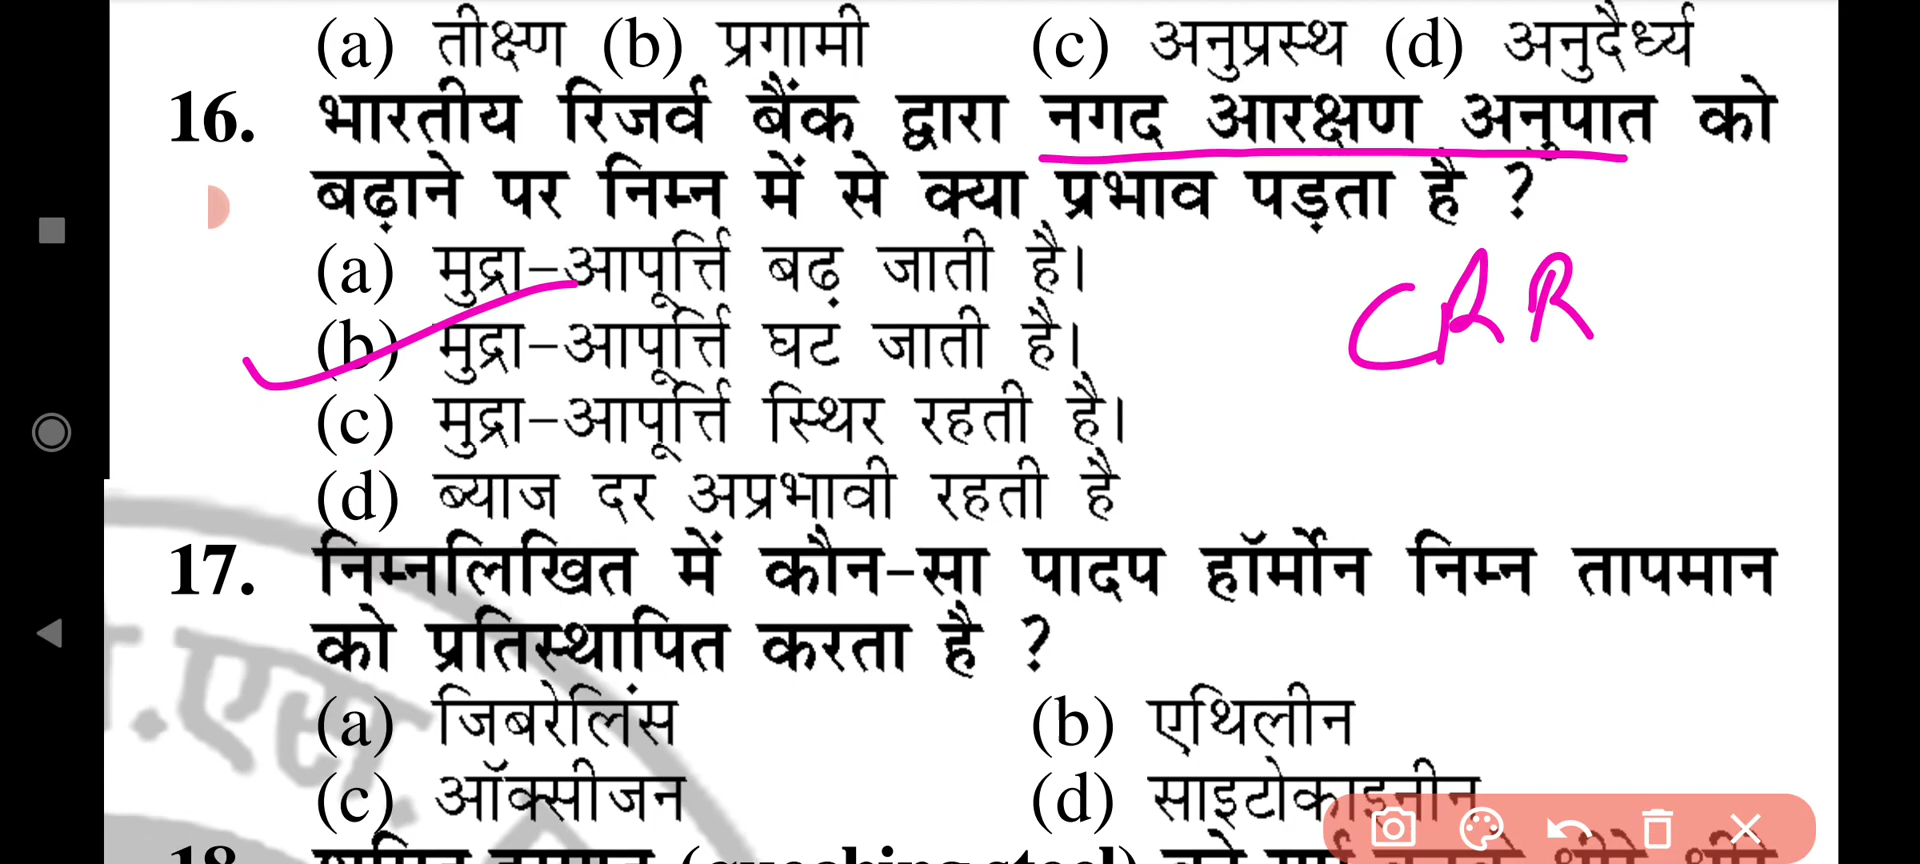 (a) तीक्ष्ण (b) प्रगामी (c) अनुप्रस्थ (d) अनुदैर्ध्य
16. भारतीय रिजर्व बैंक द्वारा नगद आरक्षण अनुपात को
बढ़ाने पर निम्न में से क्या प्रभाव पड़ता है ?
(a) मुद्रा-आपूर्त्ति बढ़ जाती है।
(b) मुद्रा-आपूर्त्ति घट जाती है।
CRR
(c) मुद्रा-आपूर्त्ति स्थिर रहती है।
(d) ब्याज दर अप्रभावी रहती है
17. निम्नलिखित में कौन-सा पादप हॉर्मोन निम्न तापमान
को प्रतिस्थापित करता है ?
(a) जिबरेलिंस (b) एथिलीन
(c) ऑक्सीजन (d) साइटोकाइनीन